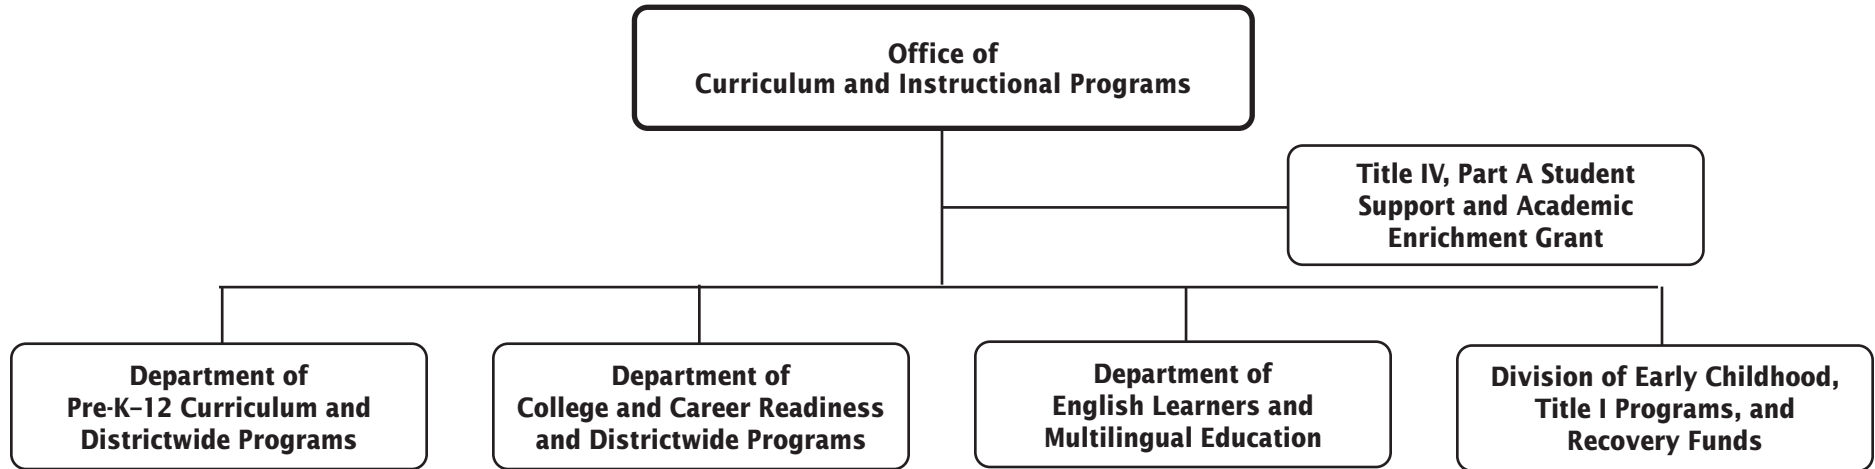 Office of
Curriculum and Instructional Programs
Title IV, Part A Student
Support and Academic
Enrichment Grant
Department of
Pre-K–12 Curriculum and
Districtwide Programs
Department of
College and Career Readiness
and Districtwide Programs
Department of
English Learners and
Multilingual Education
Division of Early Childhood,
Title I Programs, and
Recovery Funds